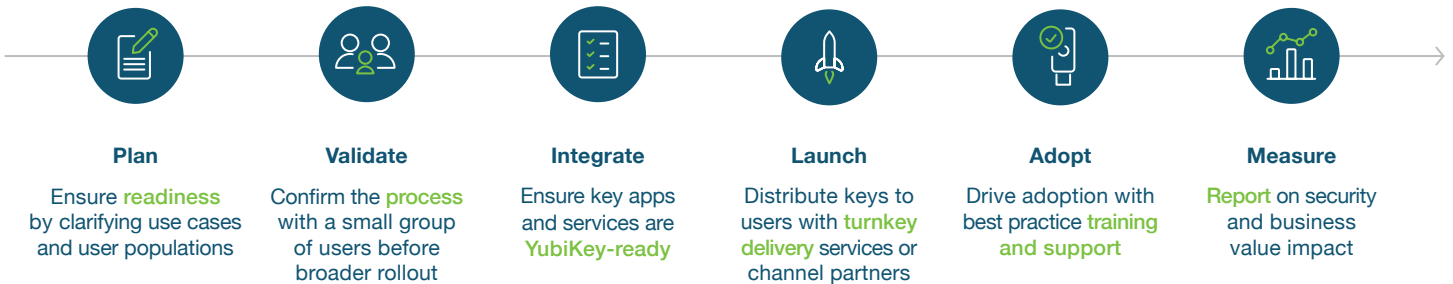 Plan
Ensure readiness
by clarifying use cases
and user populations
Validate
Confirm the process
with a small group
of users before
broader rollout
Integrate
Ensure key apps
and services are
YubiKey-ready
Launch
Distribute keys to
users with turnkey
delivery services or
channel partners
Adopt
Drive adoption with
best practice training
and support
Measure
Report on security
and business
value impact